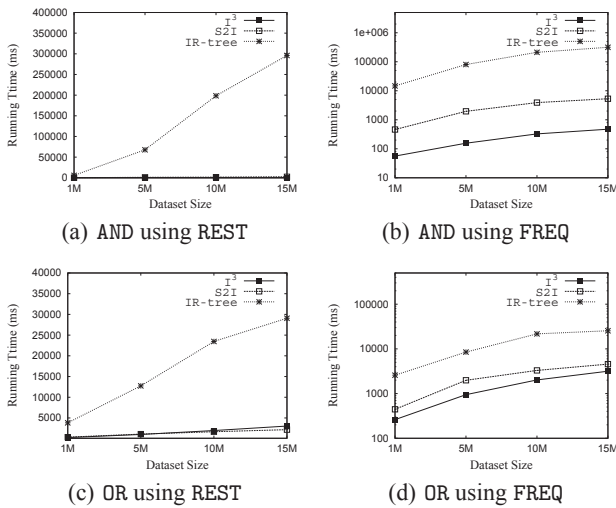 I³
S2I
IR-tree
400000
350000
300000
250000
200000
150000
100000
50000
0
Running Ttime (ms)
1M 5M 10M 15M
Dataset Size
(a) AND using REST
I³
S2I
IR-tree
1e+006
100000
10000
1000
100
10
Running Ttime (ms)
1M 5M 10M 15M
Dataset Size
(b) AND using FREQ
I³
S2I
IR-tree
40000
35000
30000
25000
20000
15000
10000
5000
Running Ttime (ms)
1M 5M 10M 15M
Dataset Size
(c) OR using REST
I³
S2I
IR-tree
100000
10000
1000
100
Running Ttime (ms)
1M 5M 10M 15M
Dataset Size
(d) OR using FREQ